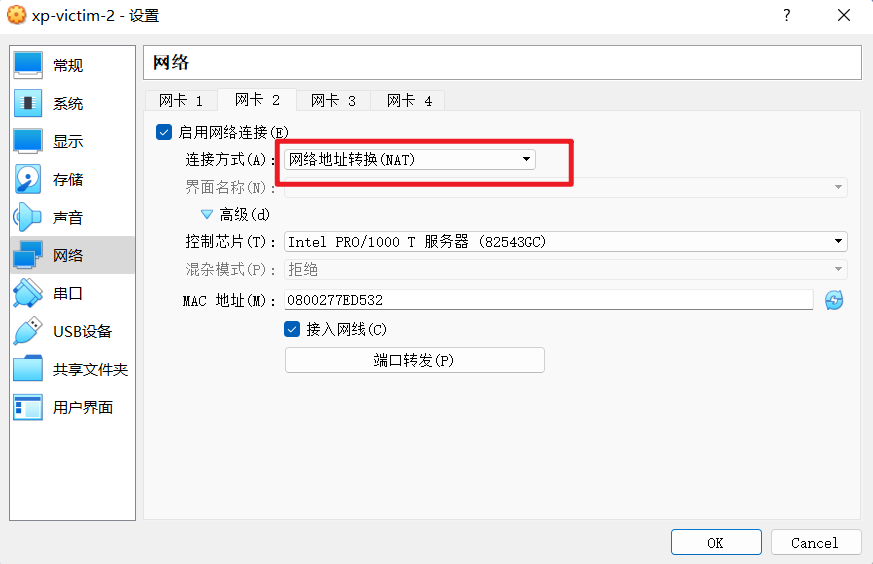 xp-victim-2 - 设置
?
常规
系统
显示
存储
声音
网络
串口
USB设备
共享文件夹
用户界面
网络
网卡 1 网卡 2 网卡 3 网卡 4
启用网络连接(E)
连接方式(A): 网络地址转换(NAT)
界面名称(N):
高级(d)
控制芯片(T): Intel PRO/1000 T 服务器 (82543GC)
混杂模式(P): 拒绝
MAC 地址(M): 0800277ED532
接入网线(C)
端口转发(P)
OK Cancel